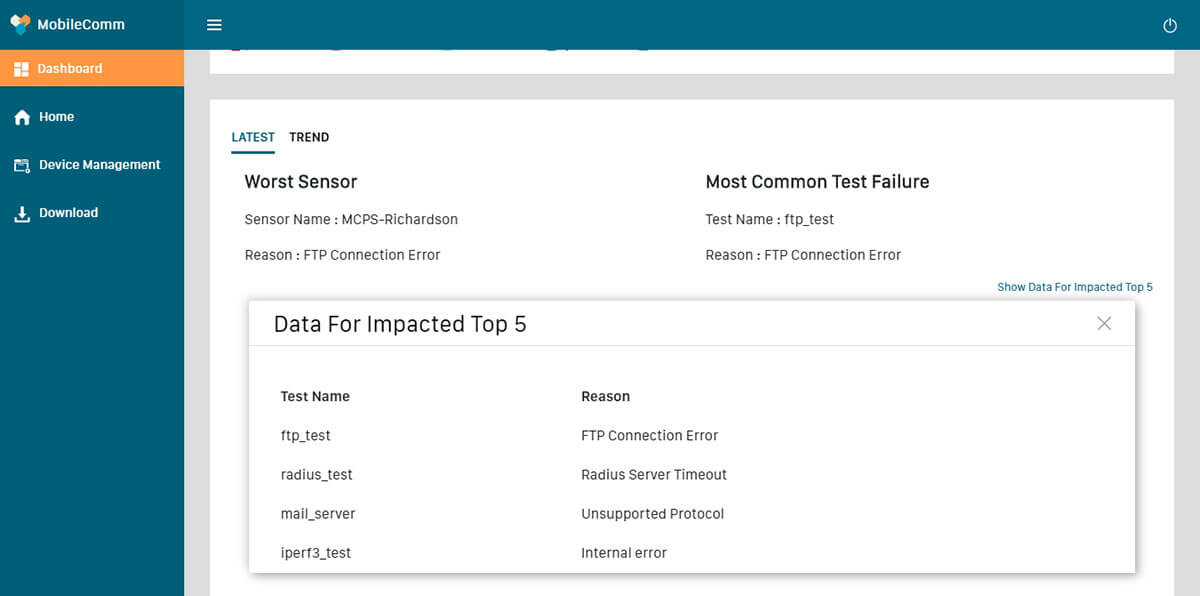 MobileComm
Dashboard
Home
Device Management
Download
LATEST TREND
Worst Sensor
Sensor Name : MCPS-Richardson
Reason : FTP Connection Error
Most Common Test Failure
Test Name : ftp_test
Reason : FTP Connection Error
Show Data For Impacted Top 5
Data For Impacted Top 5
Test Name Reason
ftp_test FTP Connection Error
radius_test Radius Server Timeout
mail_server Unsupported Protocol
iperf3_test Internal error